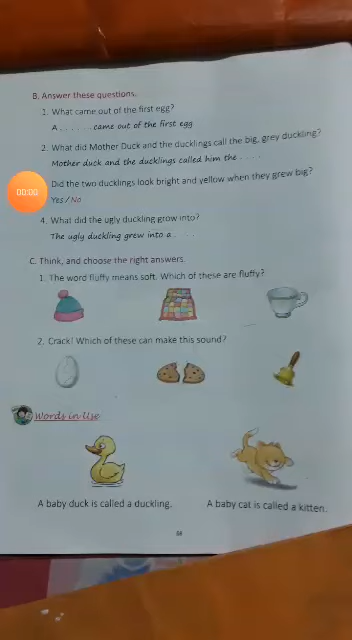 B. Answer these questions.
1. What came out of the first egg?
A . . . . . . came out of the first egg
2. What did Mother Duck and the ducklings call the big, grey duckling?
Mother duck and the ducklings called him the . . . .
00:00
Did the two ducklings look bright and yellow when they grew big?
Yes / No
4. What did the ugly duckling grow into?
The ugly duckling grew into a . . . .
C. Think, and choose the right answers.
1. The word fluffy means soft. Which of these are fluffy?
2. Crack! Which of these can make this sound?
Words in Use
A baby duck is called a duckling.
A baby cat is called a kitten.